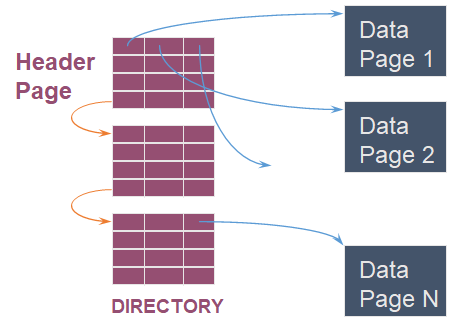 Header
Page
Data
Page 1
Data
Page 2
Data
Page N
DIRECTORY